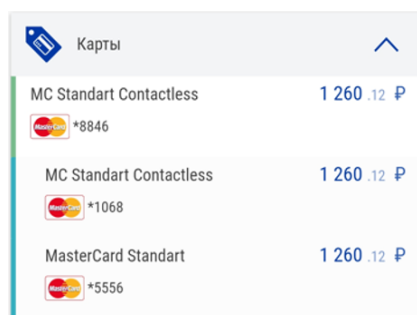 Карты
MC Standart Contactless 1 260 .12 ₽
MasterCard *8846
MC Standart Contactless 1 260 .12 ₽
MasterCard *1068
MasterCard Standart 1 260 .12 ₽
MasterCard *5556